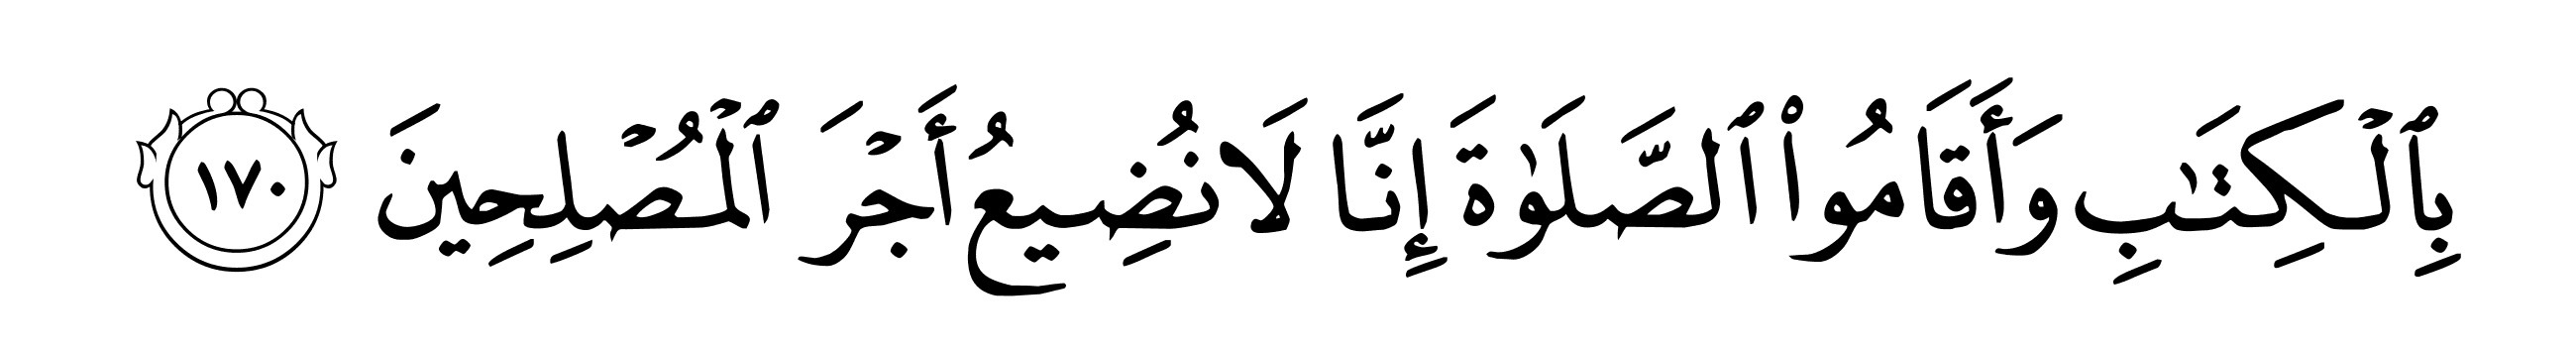 بِٱلۡكِتَٰبِ وَأَقَامُواْ ٱلصَّلَوٰةَ إِنَّا لَا نُضِيعُ أَجۡرَ ٱلۡمُصۡلِحِينَ ١٧٠